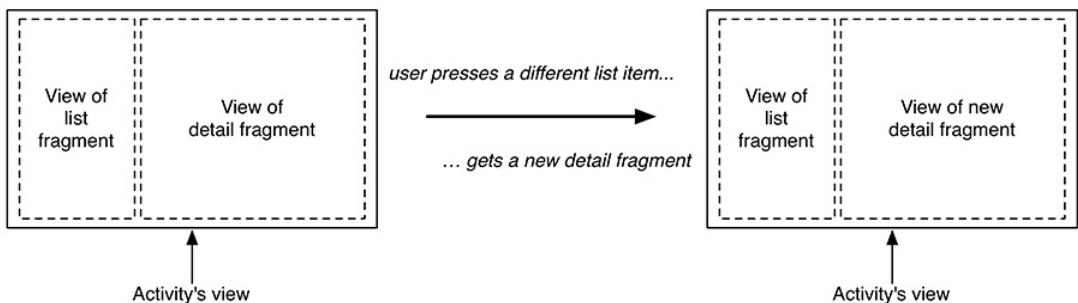 View of
list
fragment
View of
detail fragment
user presses a different list item...
... gets a new detail fragment
View of
list
fragment
View of new
detail fragment
Activity's view
Activity's view